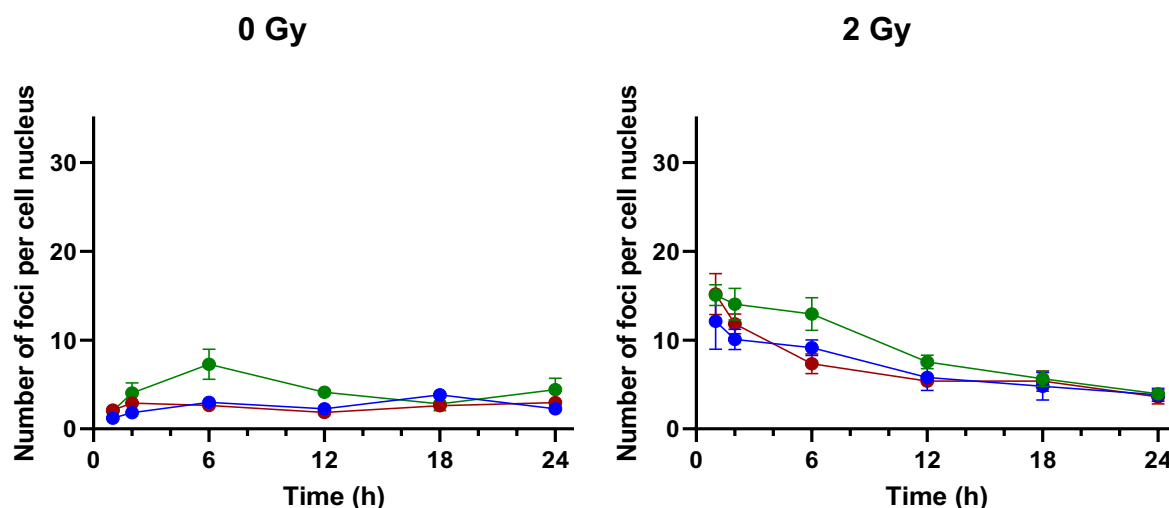 0 Gy
Number of foci per cell nucleus
30
20
10
0
0 6 12 18 24
Time (h)
2 Gy
Number of foci per cell nucleus
30
20
10
0
0 6 12 18 24
Time (h)